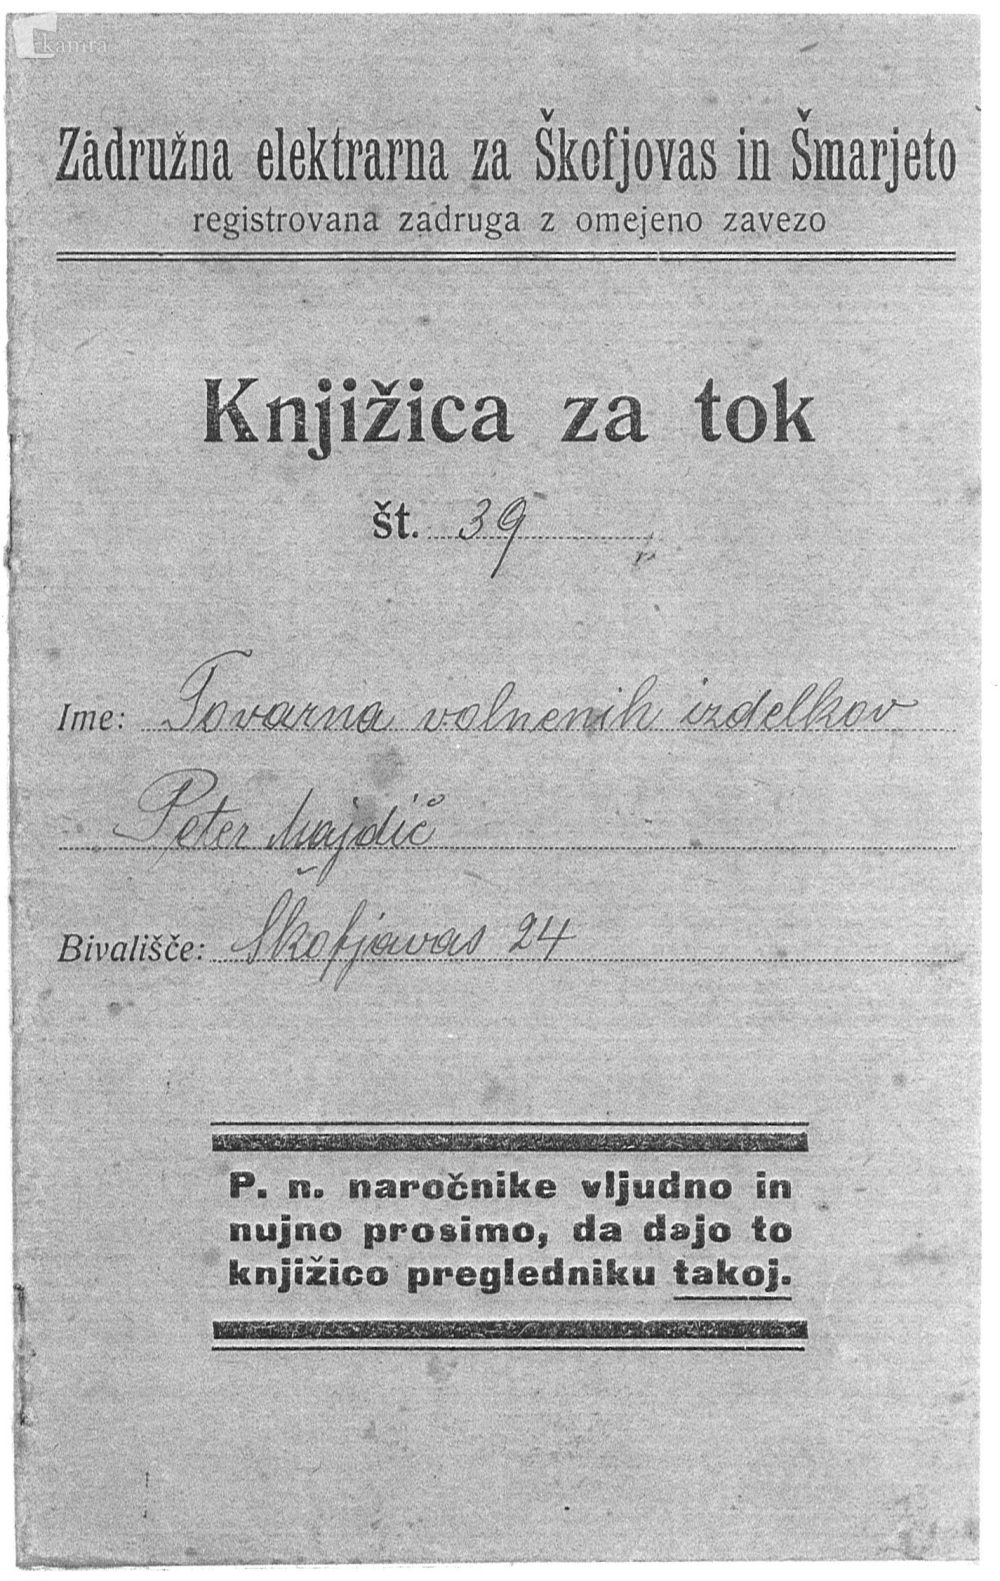 kamra
Zadružna elektrarna za Škofjovas in Šmarjeto
registrovana zadruga z omejeno zavezo
Knjižica za tok
št. 39
Ime: Tovarna volnenih izdelkov
Peter Majdič
Bivališče: Škofjavas 24
P. n. naročnike vljudno in
nujno prosimo, da dajo to
knjižico pregledniku takoj.